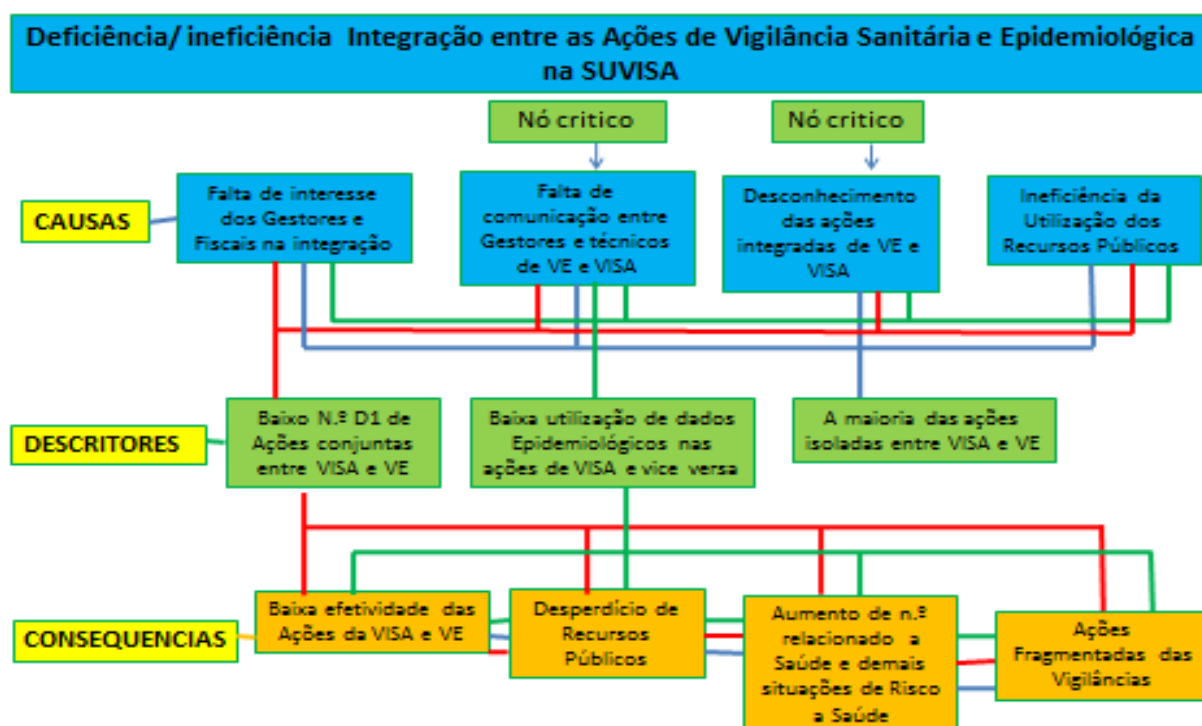 Deficiência/ ineficiência Integração entre as Ações de Vigilância Sanitária e Epidemiológica
na SUVISA
Nó critico
Nó critico
CAUSAS
Falta de interesse
dos Gestores e
Fiscais na integração
Falta de
comunicação entre
Gestores e técnicos
de VE e VISA
Desconhecimento
das ações
integradas de VE e
VISA
Ineficiência da
Utilização dos
Recursos Públicos
DESCRITORES
Baixo N.º D1 de
Ações conjuntas
entre VISA e VE
Baixa utilização de dados
Epidemiológicos nas
ações de VISA e vice versa
A maioria das ações
isoladas entre VISA e VE
CONSEQUENCIAS
Baixa efetividade das
Ações da VISA e VE
Desperdício de
Recursos
Públicos
Aumento de n.º
relacionado a
Saúde e demais
situações de Risco
a Saúde
Ações
Fragmentadas das
Vigilâncias